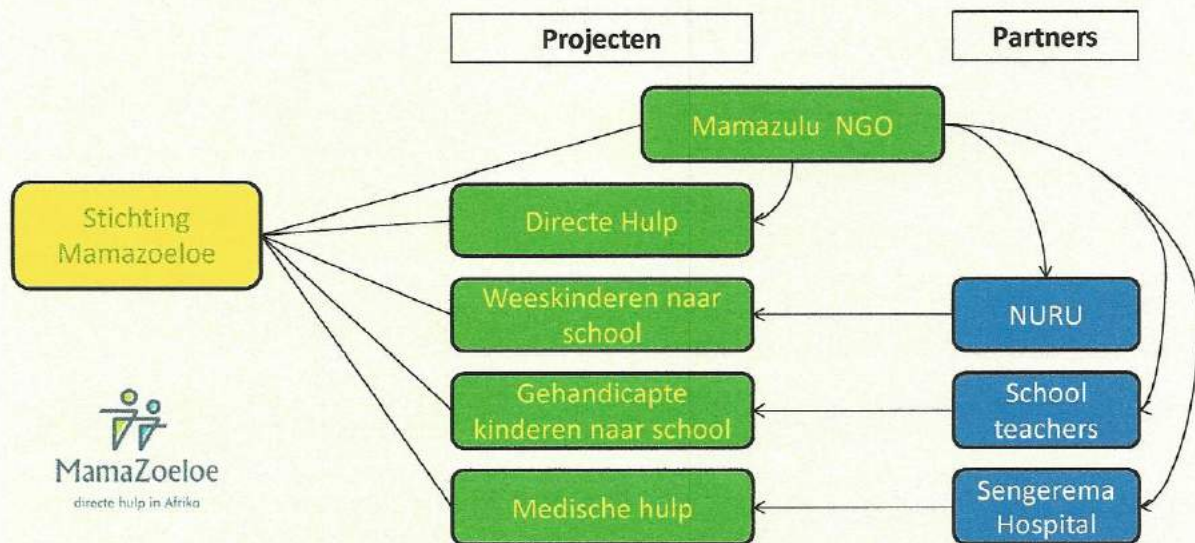 Projecten
Partners
Mamazulu NGO
Stichting
Mamazoeloe
Directe Hulp
Weeskinderen naar
school
NURU
Gehandicapte
kinderen naar school
School
teachers
Medische hulp
Sengerema
Hospital
MamaZoeloe
directe hulp in Afrika